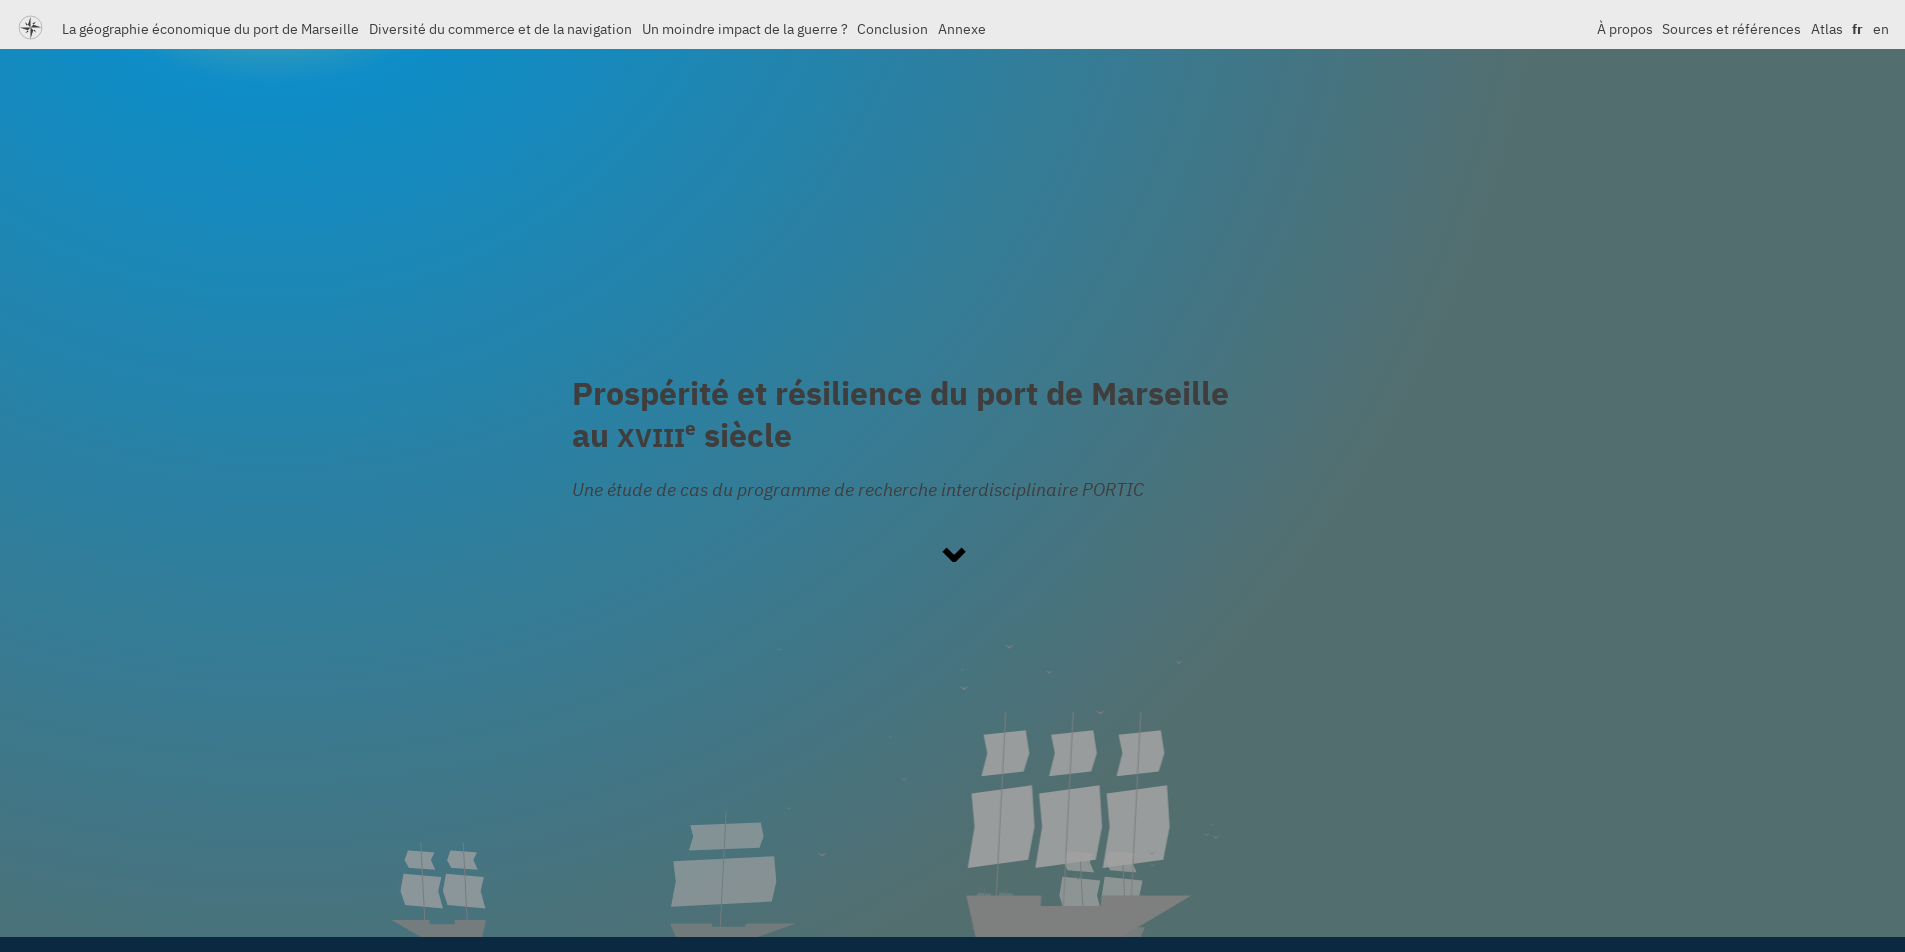 La géographie économique du port de Marseille Diversité du commerce et de la navigation Un moindre impact de la guerre ? Conclusion Annexe À propos Sources et références Atlas fr en
Prospérité et résilience du port de Marseille
au XVIIIe siècle
Une étude de cas du programme de recherche interdisciplinaire PORTIC